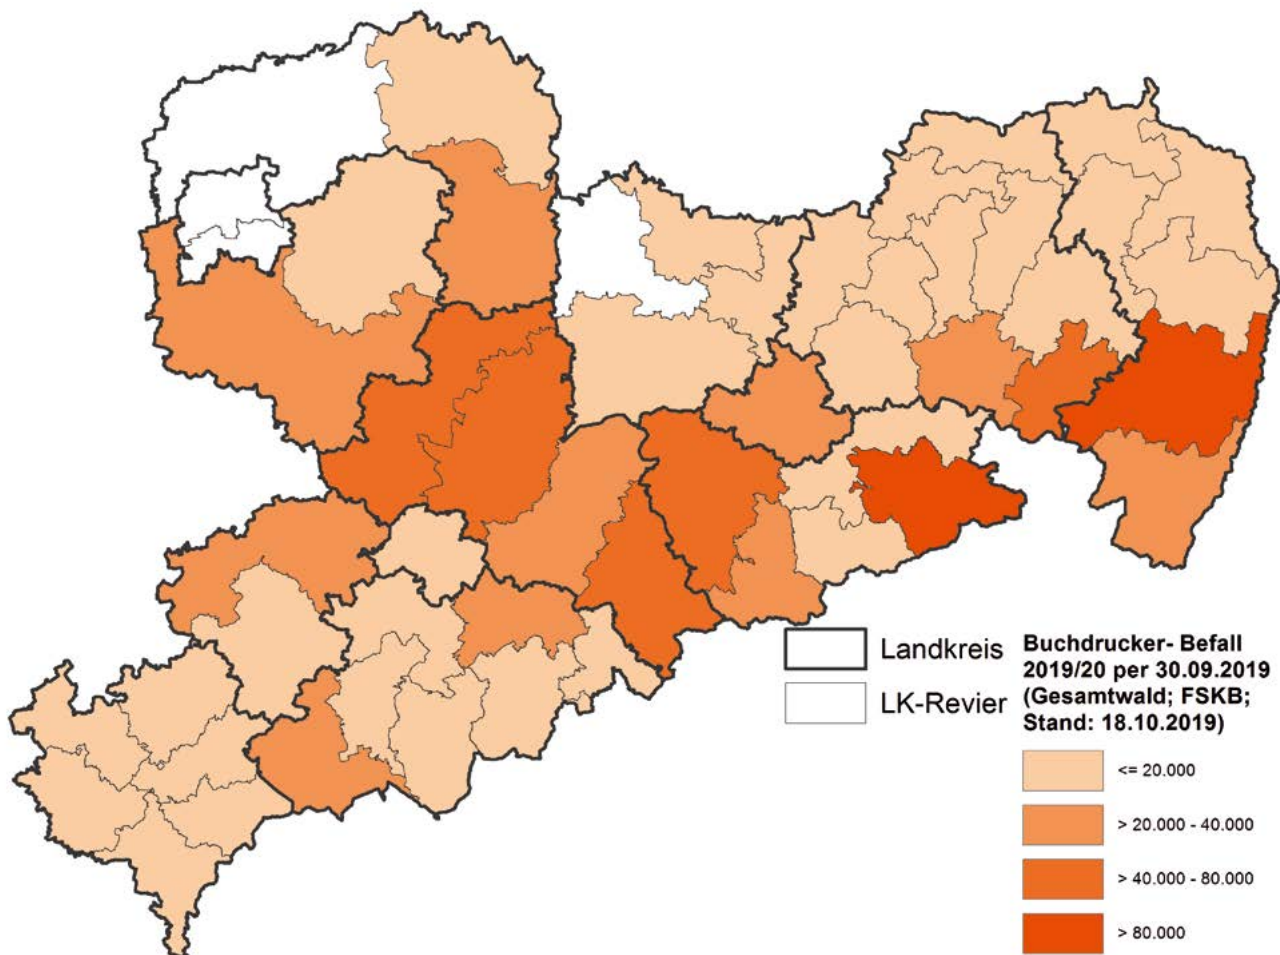 Landkreis
LK-Revier
Buchdrucker- Befall
2019/20 per 30.09.2019
(Gesamtwald; FSKB;
Stand: 18.10.2019)
<= 20.000
> 20.000 - 40.000
> 40.000 - 80.000
> 80.000